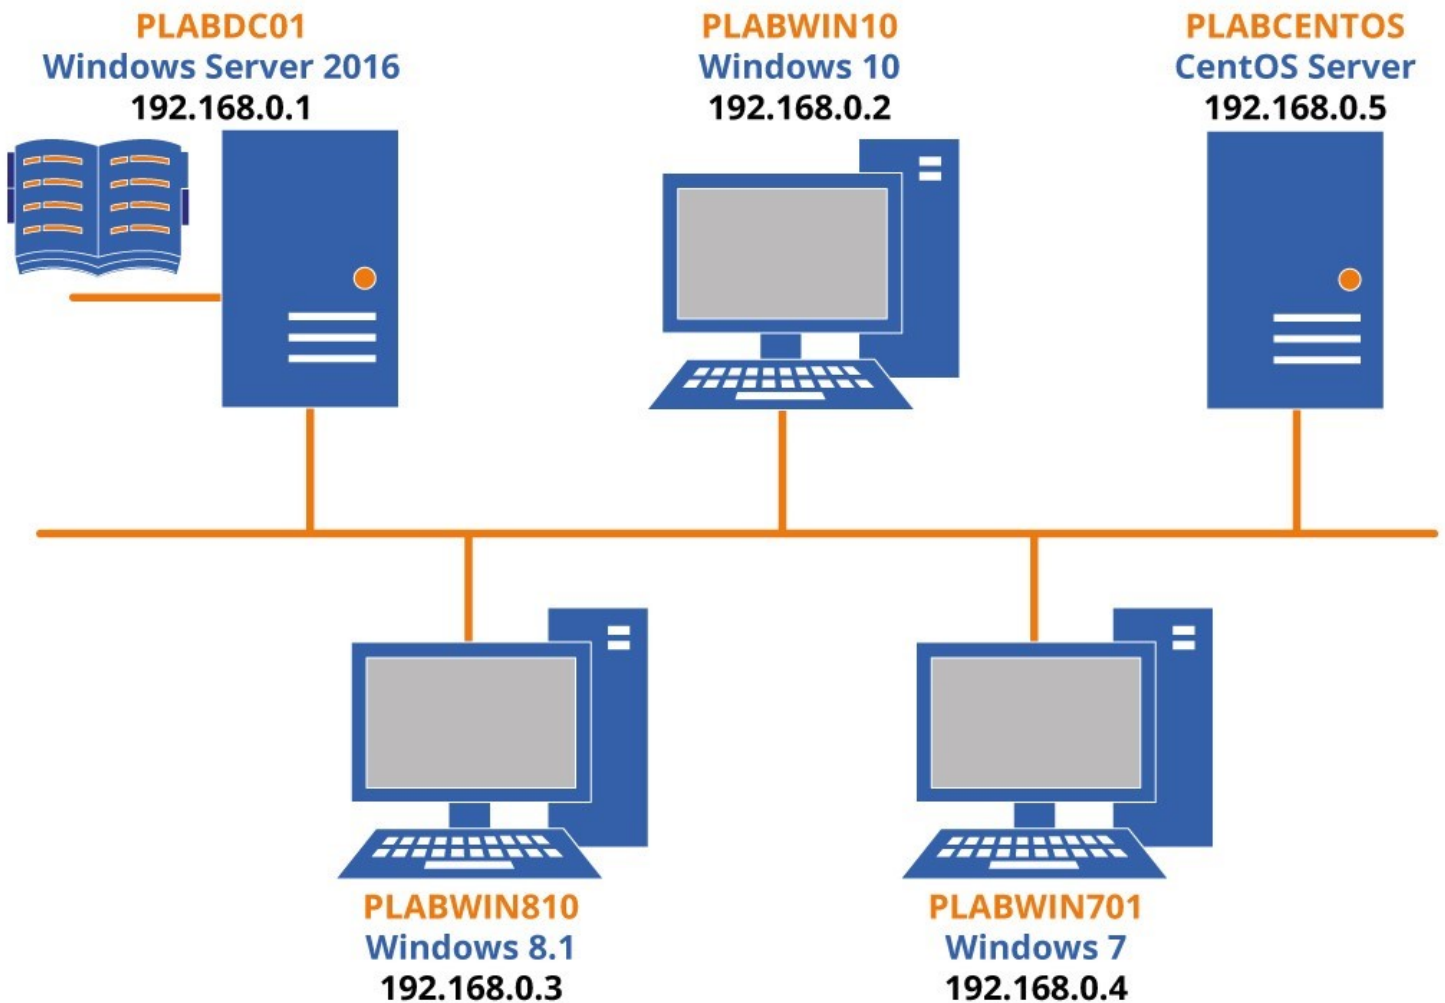 PLABDC01
Windows Server 2016
192.168.0.1
PLABWIN10
Windows 10
192.168.0.2
PLABCENTOS
CentOS Server
192.168.0.5
PLABWIN810
Windows 8.1
192.168.0.3
PLABWIN701
Windows 7
192.168.0.4